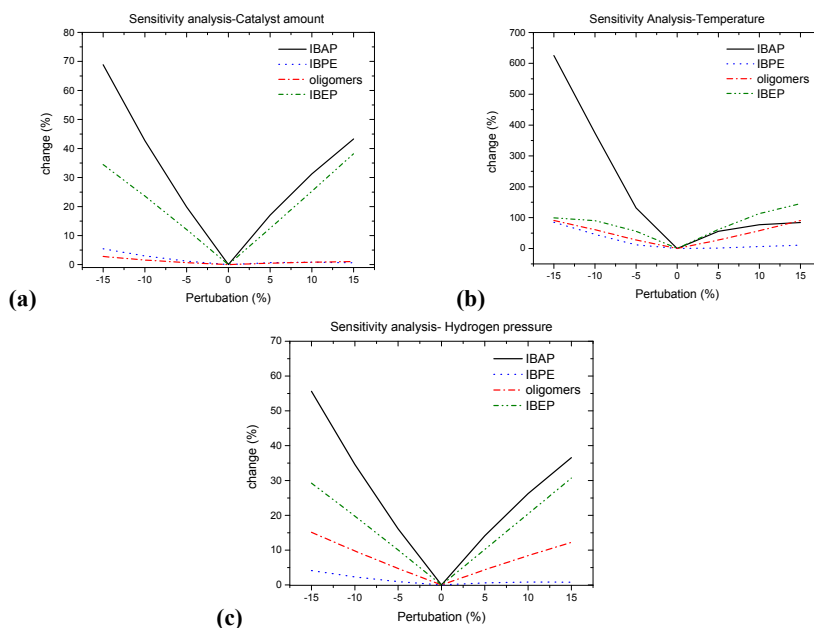 Sensitivity analysis-Catalyst amount
80
70
60
50
40
30
20
10
0
change (%)
IBAP
IBPE
oligomers
IBEP
-15 -10 -5 0 5 10 15
Pertubation (%)
(a)
Sensitivity Analysis-Temperature
700
600
500
400
300
200
100
0
change (%)
IBAP
IBPE
oligomers
IBEP
-15 -10 -5 0 5 10 15
Pertubation (%)
(b)
Sensitivity analysis- Hydrogen pressure
70
60
50
40
30
20
10
0
change (%)
IBAP
IBPE
oligomers
IBEP
-15 -10 -5 0 5 10 15
Pertubation (%)
(c)